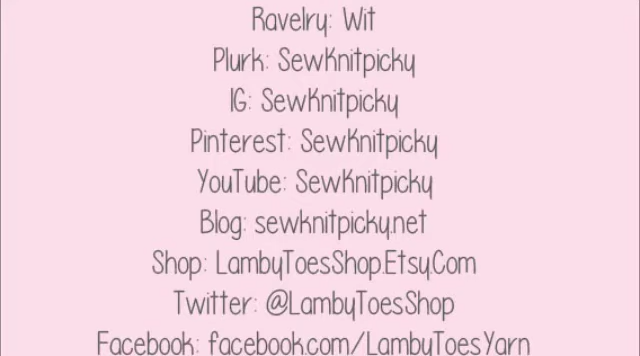 Ravelry: Wit
Plurk: SewKnitpicky
IG: SewKnitpicky
Pinterest: SewKnitpicky
YouTube: SewKnitpicky
Blog: sewknitpicky.net
Shop: LambyToesShop.Etsy.Com
Twitter: @LambyToesShop
Facebook: facebook.com/LambyToesYarn